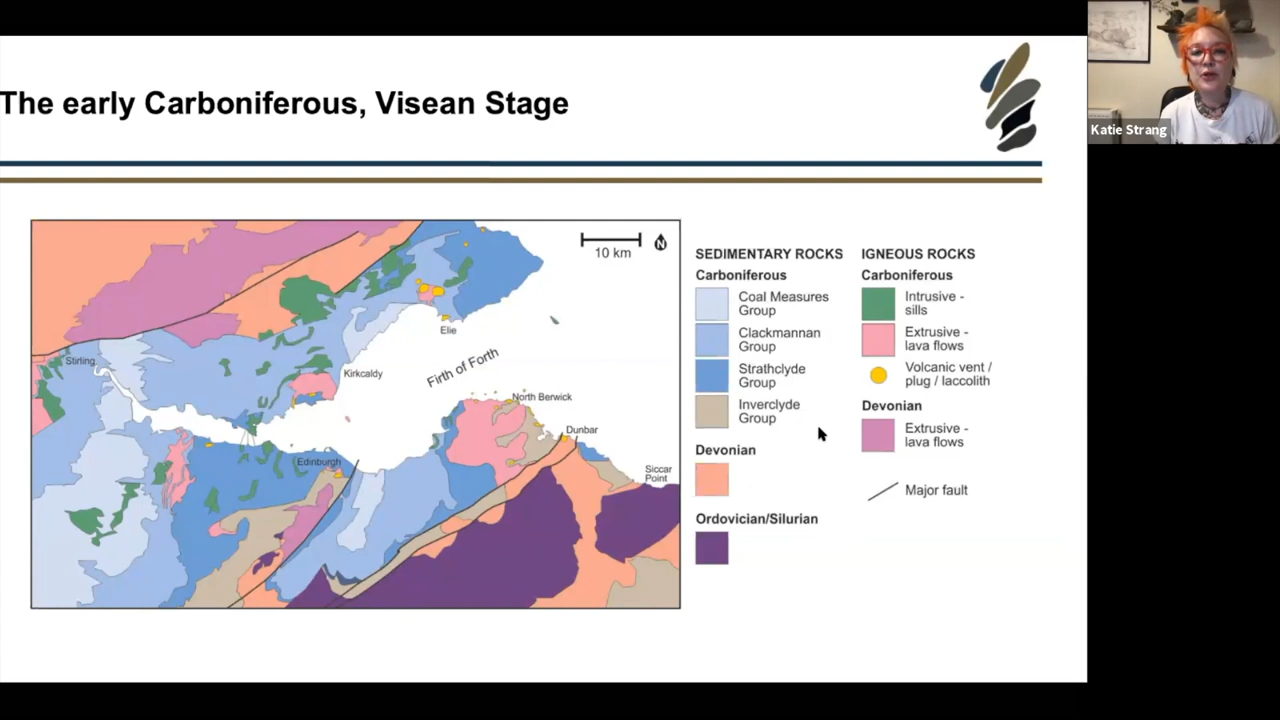 The early Carboniferous, Visean Stage
Katie Strang
10 km
N
Elie
Stirling
Kirkcaldy
Firth of Forth
North Berwick
Dunbar
Edinburgh
Siccar
Point
SEDIMENTARY ROCKS
Carboniferous
Coal Measures
Group
Clackmannan
Group
Strathclyde
Group
Inverclyde
Group
Devonian
Ordovician/Silurian
IGNEOUS ROCKS
Carboniferous
Intrusive -
sills
Extrusive -
lava flows
Volcanic vent /
plug / laccolith
Devonian
Extrusive -
lava flows
Major fault